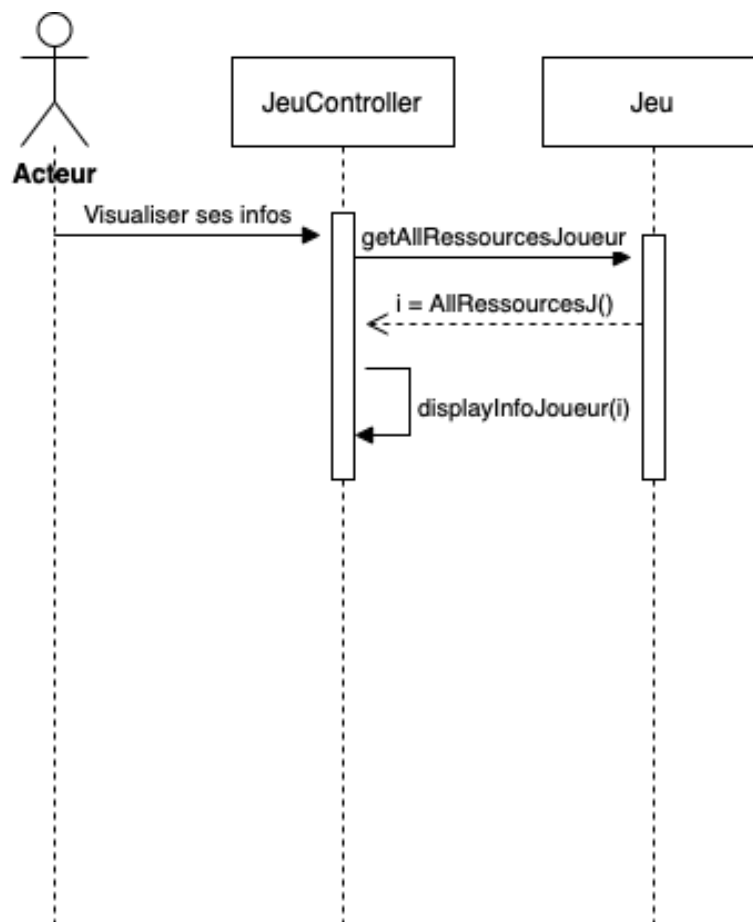 JeuController
Jeu
Acteur
Visualiser ses infos
getAllRessourcesJoueur
i = AllRessourcesJ()
displayInfoJoueur(i)